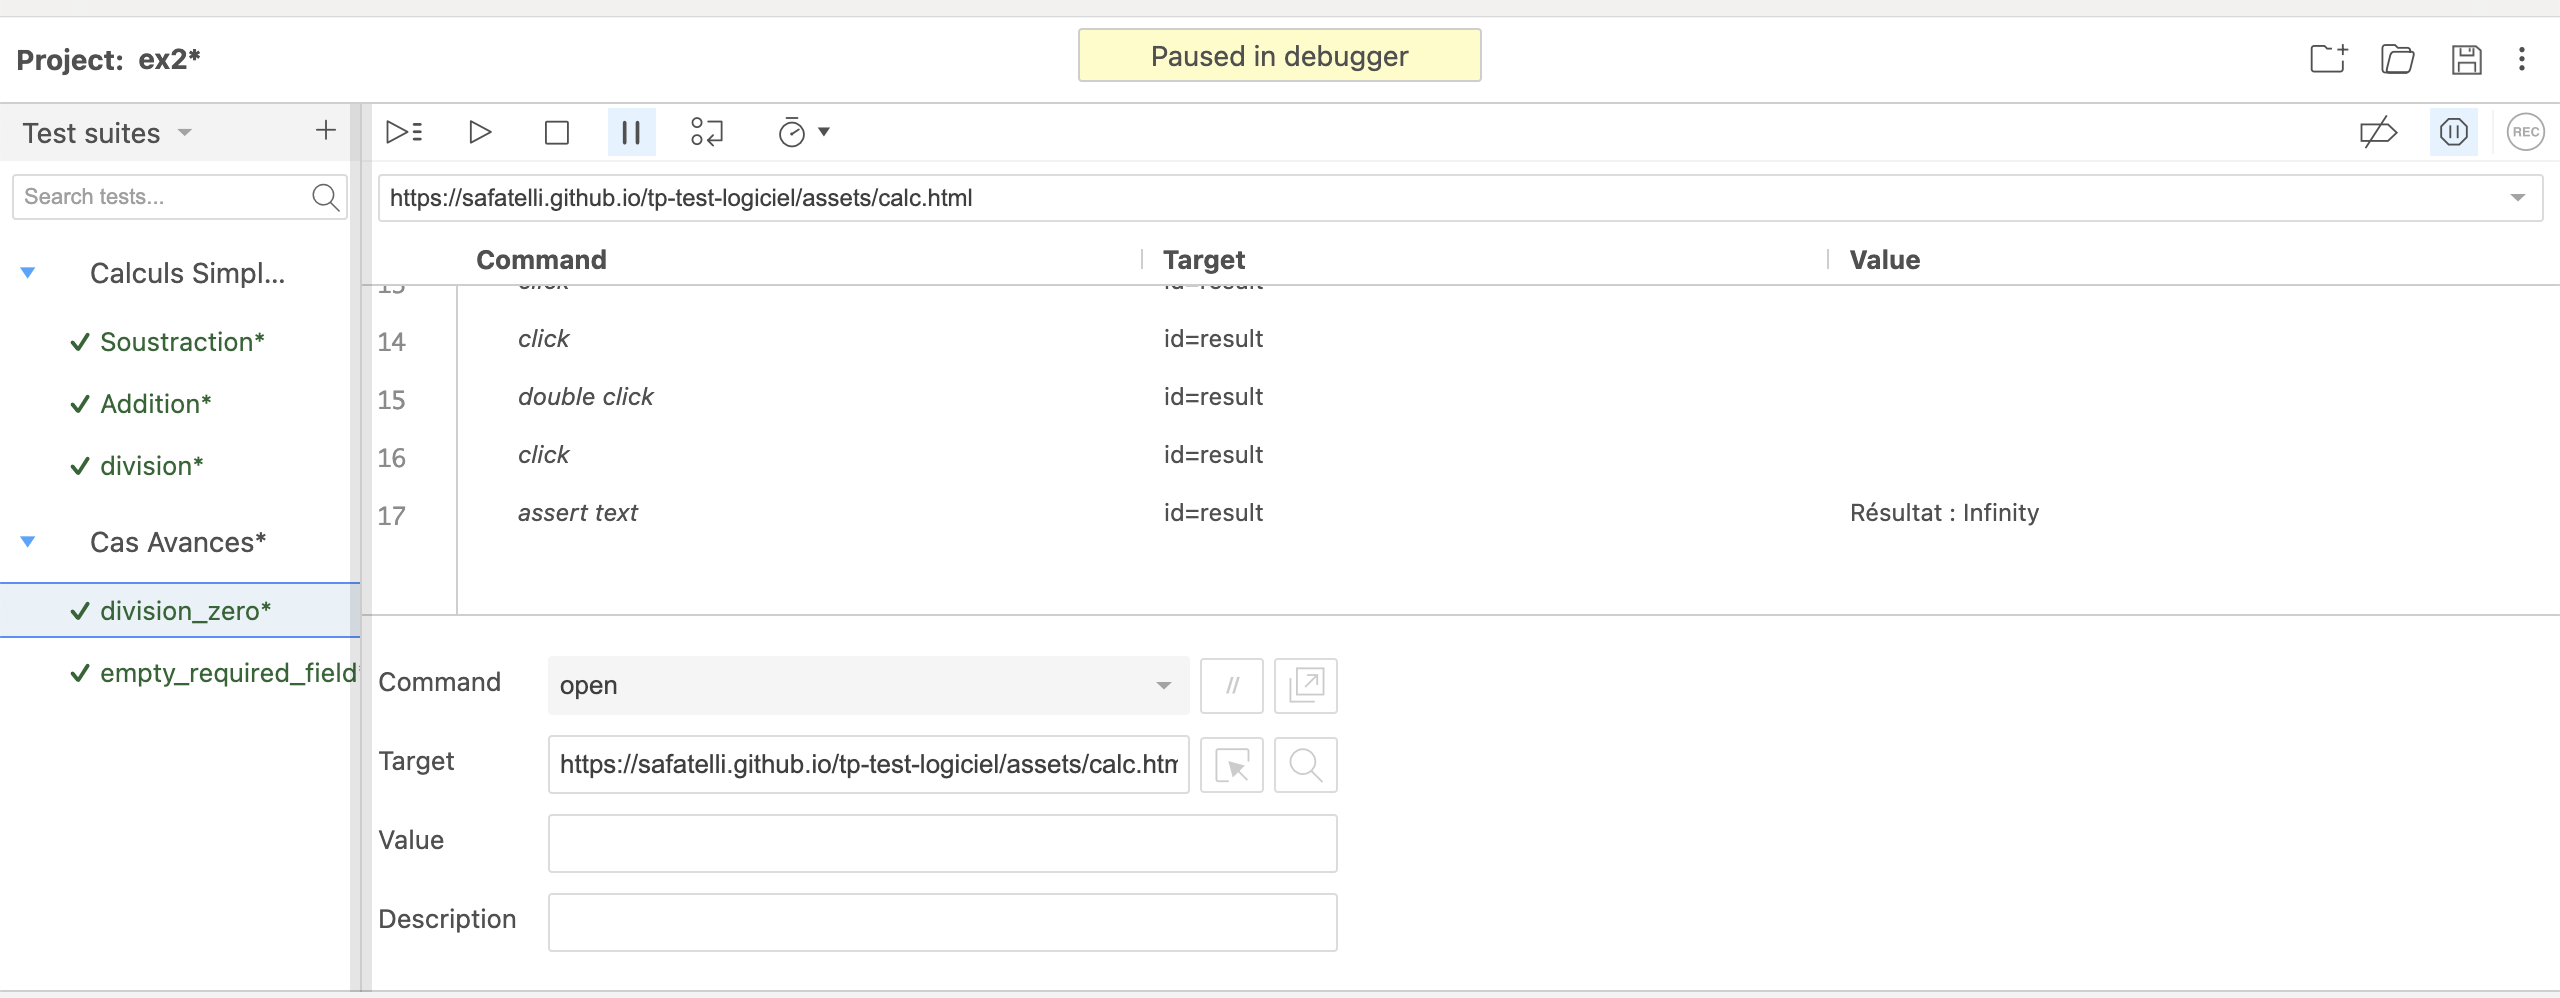 Project: ex2*
Paused in debugger
Test suites
REC
Search tests...
https://safatelli.github.io/tp-test-logiciel/assets/calc.html
Calculs Simpl...
Soustraction*
Addition*
division*
Cas Avances*
division_zero*
empty_required_field
Command Target Value
14 click id=result
15 double click id=result
16 click id=result
17 assert text id=result Résultat : Infinity
Command open //
Target https://safatelli.github.io/tp-test-logiciel/assets/calc.htm
Value
Description